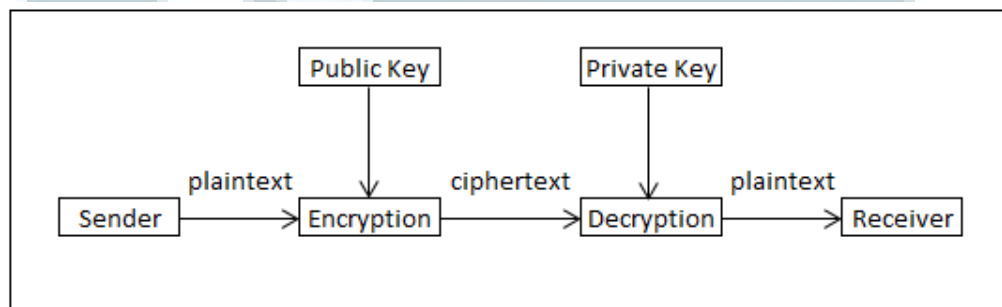 Public Key
Private Key
plaintext
ciphertext
plaintext
Sender
Encryption
Decryption
Receiver